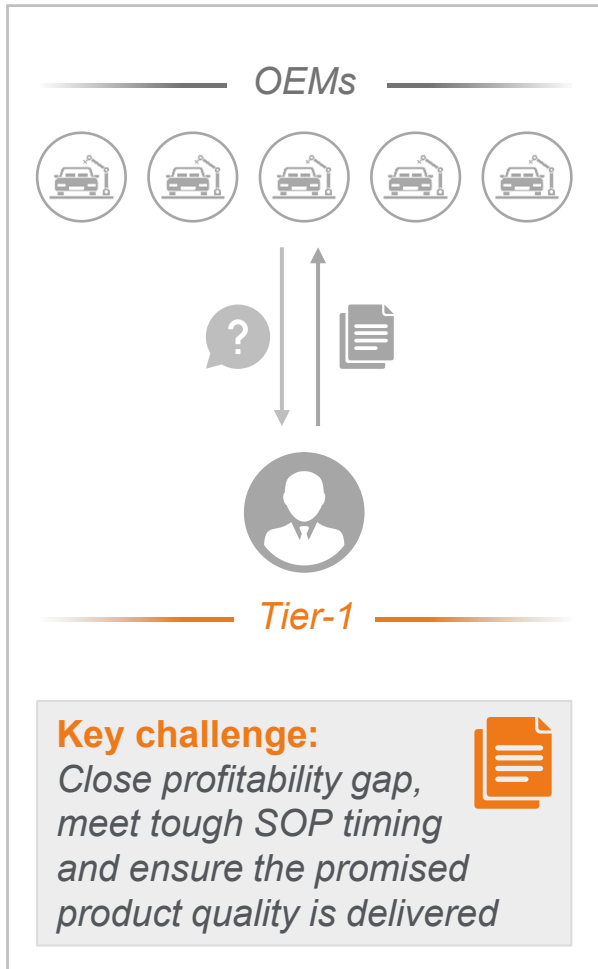 OEMs
?
Tier-1
Key challenge:
Close profitability gap,
meet tough SOP timing
and ensure the promised
product quality is delivered